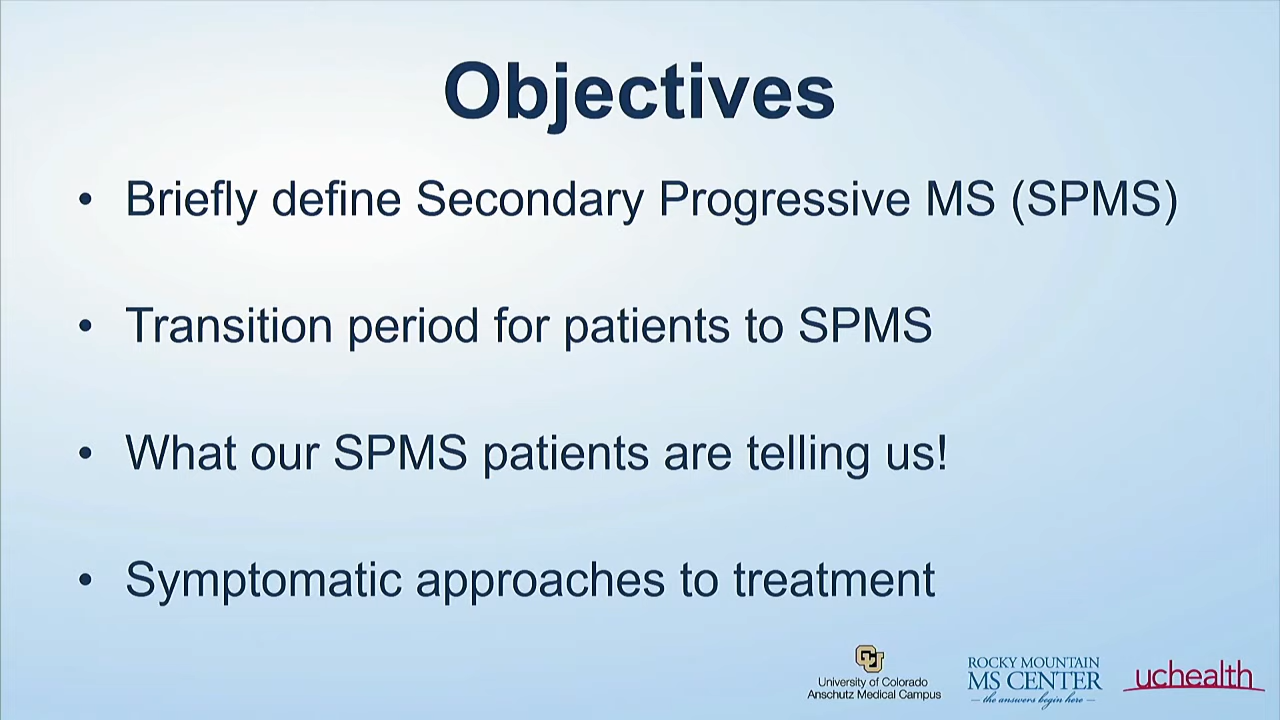 Objectives
• Briefly define Secondary Progressive MS (SPMS)
• Transition period for patients to SPMS
• What our SPMS patients are telling us!
• Symptomatic approaches to treatment
CU
University of Colorado
Anschutz Medical Campus
ROCKY MOUNTAIN
MS CENTER
the answers begin here
uchealth